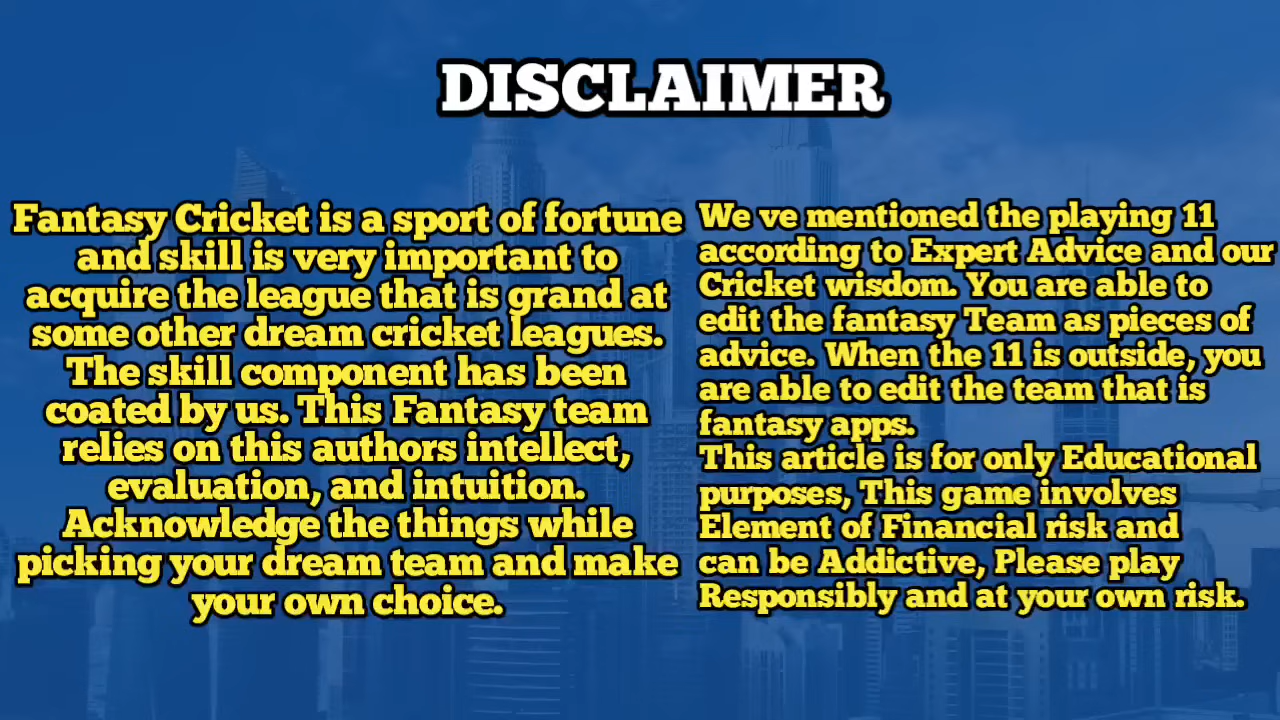 DISCLAIMER
Fantasy Cricket is a sport of fortune
and skill is very important to
acquire the league that is grand at
some other dream cricket leagues.
The skill component has been
coated by us. This Fantasy team
relies on this authors intellect,
evaluation, and intuition.
Acknowledge the things while
picking your dream team and make
your own choice.
We ve mentioned the playing 11
according to Expert Advice and our
Cricket wisdom. You are able to
edit the fantasy Team as pieces of
advice. When the 11 is outside, you
are able to edit the team that is
fantasy apps.
This article is for only Educational
purposes, This game involves
Element of Financial risk and
can be Addictive, Please play
Responsibly and at your own risk.